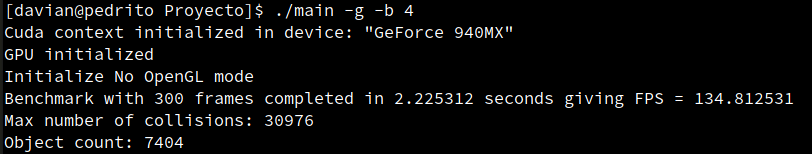 [davian@pedrito Proyecto]$ ./main -g -b 4
Cuda context initialized in device: "GeForce 940MX"
GPU initialized
Initialize No OpenGL mode
Benchmark with 300 frames completed in 2.225312 seconds giving FPS = 134.812531
Max number of collisions: 30976
Object count: 7404